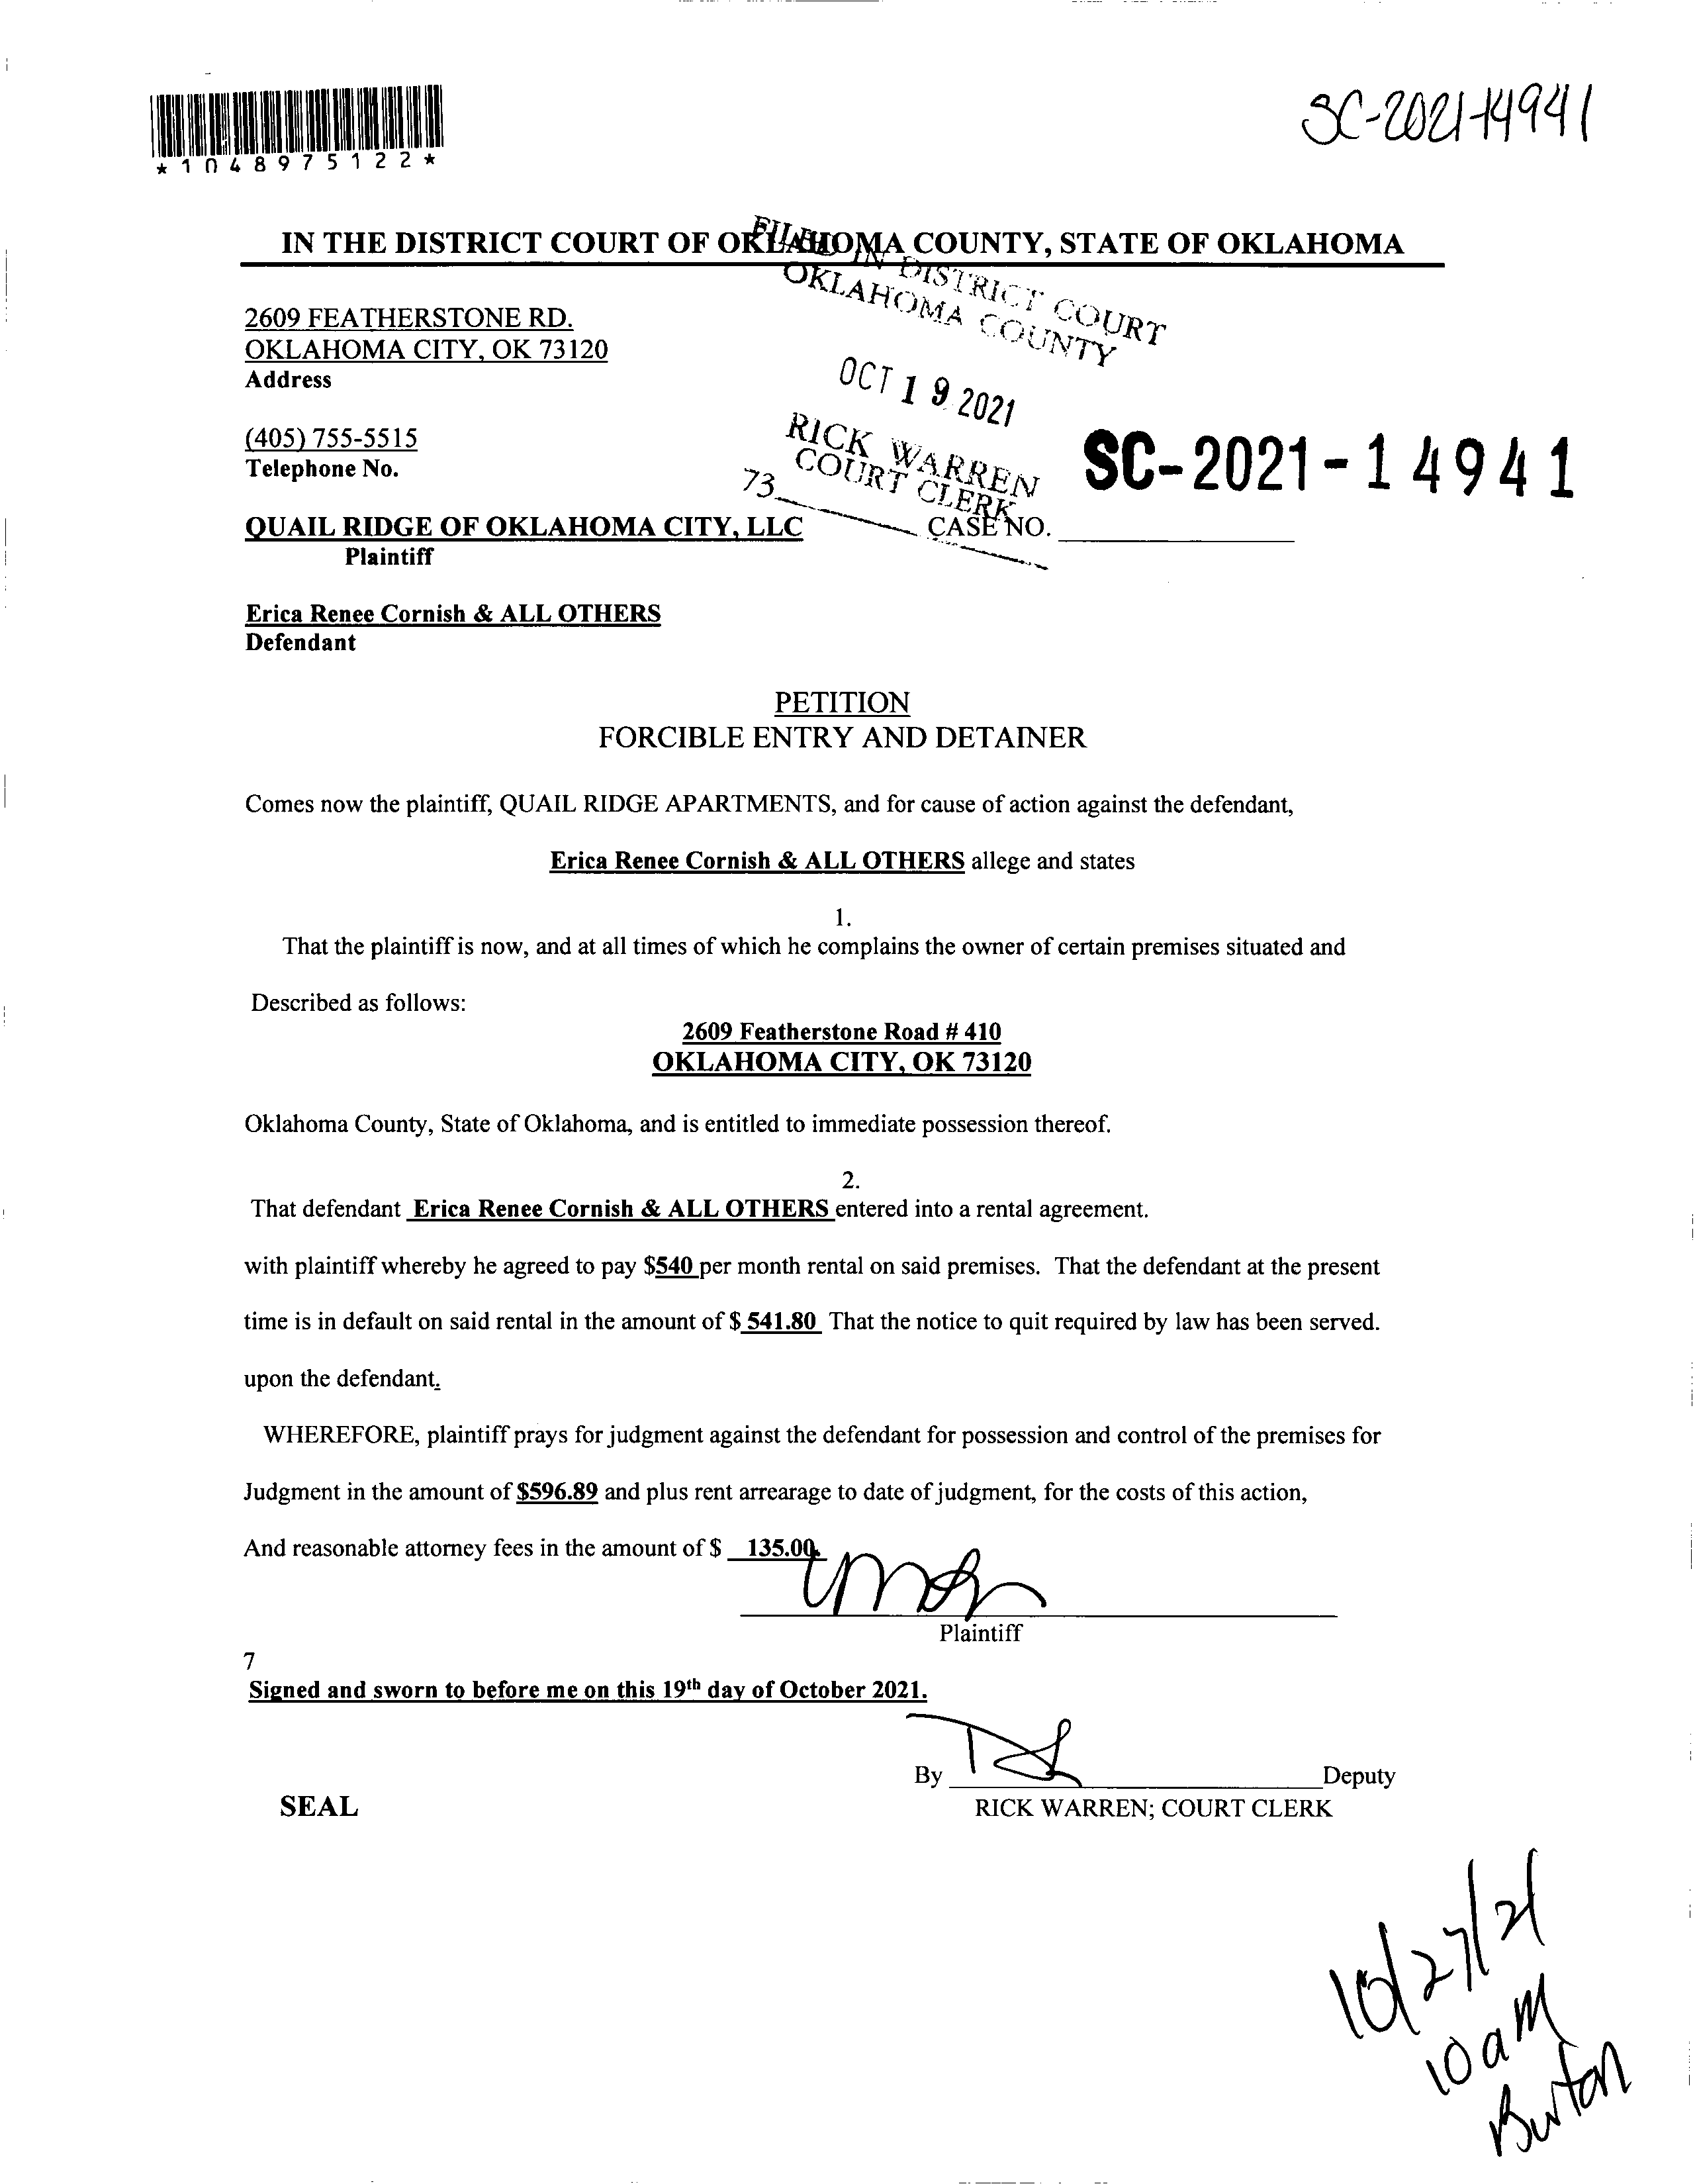 SC-2021-14941
*1048975122*
IN THE DISTRICT COURT OF OKLAHOMA COUNTY, STATE OF OKLAHOMA
FILED IN DISTRICT COURT
OKLAHOMA COUNTY
2609 FEATHERSTONE RD.
OKLAHOMA CITY, OK 73120
Address
OCT 19 2021
(405) 755-5515
Telephone No.
RICK WARREN
COURT CLERK
73
SC-2021-14941
QUAIL RIDGE OF OKLAHOMA CITY, LLC CASE NO.
Plaintiff
Erica Renee Cornish & ALL OTHERS
Defendant
PETITION
FORCIBLE ENTRY AND DETAINER
Comes now the plaintiff, QUAIL RIDGE APARTMENTS, and for cause of action against the defendant,
Erica Renee Cornish & ALL OTHERS allege and states
1.
That the plaintiff is now, and at all times of which he complains the owner of certain premises situated and
Described as follows:
2609 Featherstone Road # 410
OKLAHOMA CITY, OK 73120
Oklahoma County, State of Oklahoma, and is entitled to immediate possession thereof.
2.
That defendant Erica Renee Cornish & ALL OTHERS entered into a rental agreement.
with plaintiff whereby he agreed to pay $540 per month rental on said premises. That the defendant at the present
time is in default on said rental in the amount of $ 541.80 That the notice to quit required by law has been served.
upon the defendant.
WHEREFORE, plaintiff prays for judgment against the defendant for possession and control of the premises for
Judgment in the amount of $596.89 and plus rent arrearage to date of judgment, for the costs of this action,
And reasonable attorney fees in the amount of $ 135.00.
Plaintiff
7
Signed and sworn to before me on this 19th day of October 2021.
By Deputy
SEAL
RICK WARREN; COURT CLERK
10/27/21
10 am
Burton